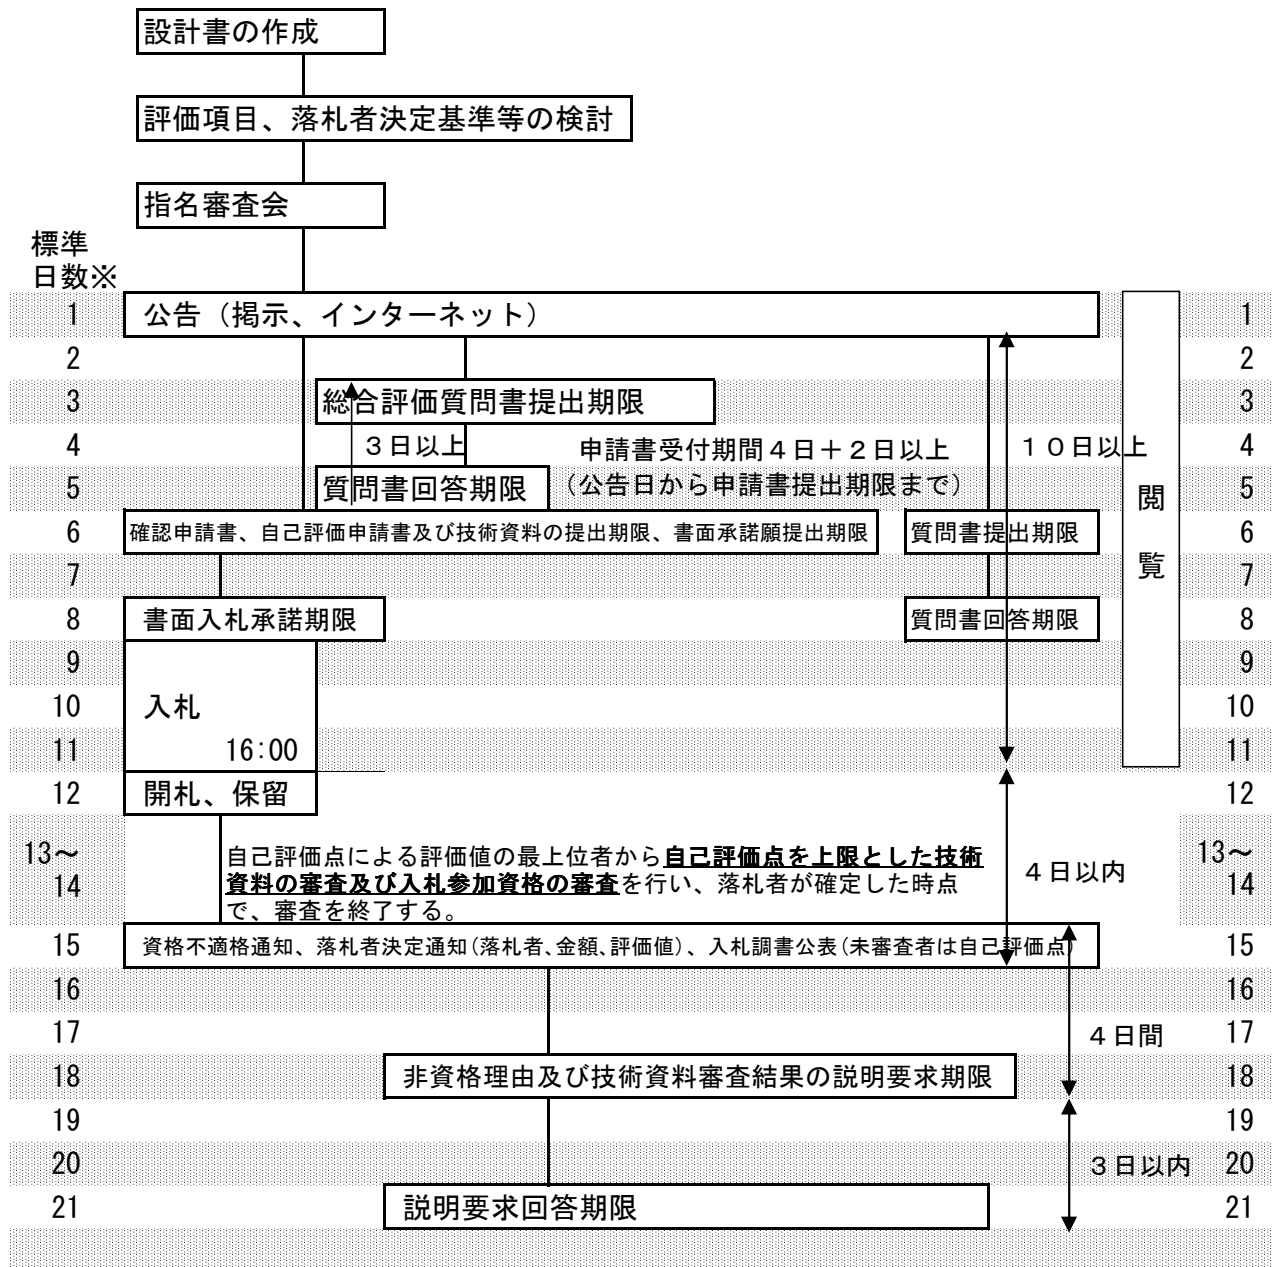 設計書の作成
評価項目、落札者決定基準等の検討
指名審査会
標準
日数※
1 公告（掲示、インターネット） 1
2 2
3 総合評価質問書提出期限 3
4 ３日以上 申請書受付期間４日＋２日以上 １０日以上 4
5 質問書回答期限 （公告日から申請書提出期限まで） 5
閲
覧
6 確認申請書、自己評価申請書及び技術資料の提出期限、書面承諾願提出期限 質問書提出期限 6
7 7
8 書面入札承諾期限 質問書回答期限 8
9 9
10 入札 10
11 16:00 11
12 開札、保留 12
13～ 自己評価点による評価値の最上位者から自己評価点を上限とした技術 13～
14 資料の審査及び入札参加資格の審査を行い、落札者が確定した時点 ４日以内 14
で、審査を終了する。
15 資格不適格通知、落札者決定通知(落札者、金額、評価値)、入札調書公表(未審査者は自己評価点) 15
16 16
17 ４日間 17
18 非資格理由及び技術資料審査結果の説明要求期限 18
19 19
20 ３日以内 20
21 説明要求回答期限 21